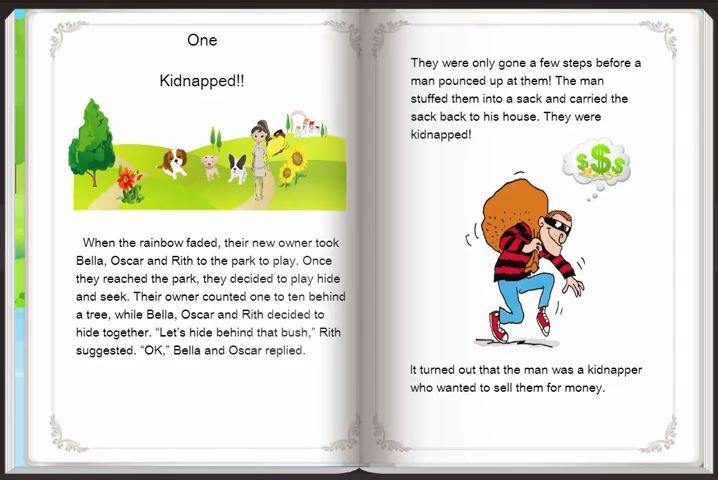 One
Kidnapped!!
When the rainbow faded, their new owner took
Bella, Oscar and Rith to the park to play. Once
they reached the park, they decided to play hide
and seek. Their owner counted one to ten behind
a tree, while Bella, Oscar and Rith decided to
hide together. “Let’s hide behind that bush,” Rith
suggested. “OK,” Bella and Oscar replied.
They were only gone a few steps before a
man pounced up at them! The man
stuffed them into a sack and carried the
sack back to his house. They were
kidnapped!
$$$
It turned out that the man was a kidnapper
who wanted to sell them for money.